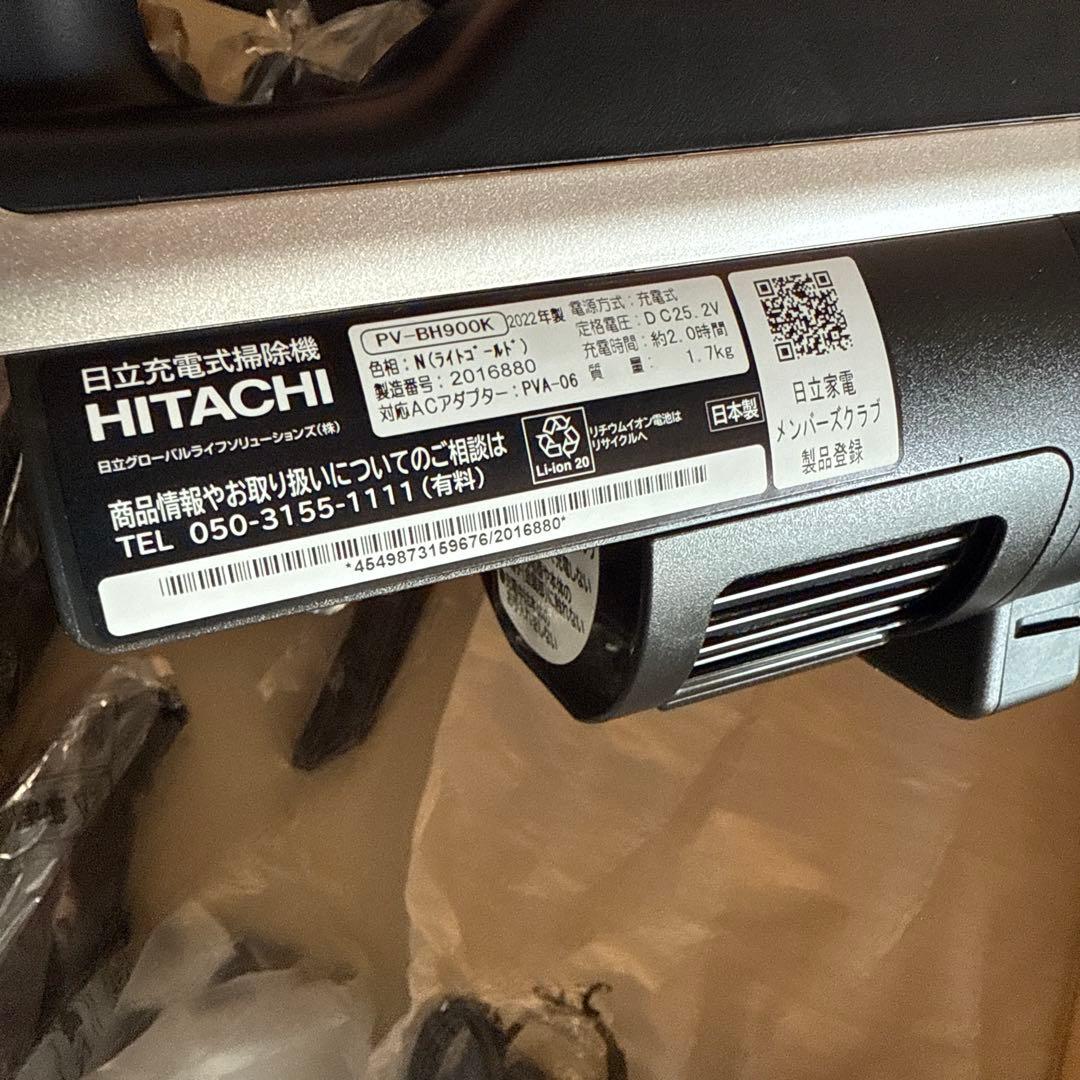 日立充電式掃除機
HITACHI
日立グローバルライフソリューションズ(株)
PV-BH900K 2022年製
色相：N(ライトゴールド)
製造番号：2016880
対応ACアダプター：PVA-06
電源方式：充電式
定格電圧：DC25.2V
充電時間：約2.0時間
質量：1.7kg
商品情報やお取り扱いについてのご相談は
TEL 050-3155-1111(有料)
Li-ion 20
リチウムイオン電池は
リサイクルへ
日本製
*4549873159676/2016880*
日立家電
メンバーズクラブ
製品登録